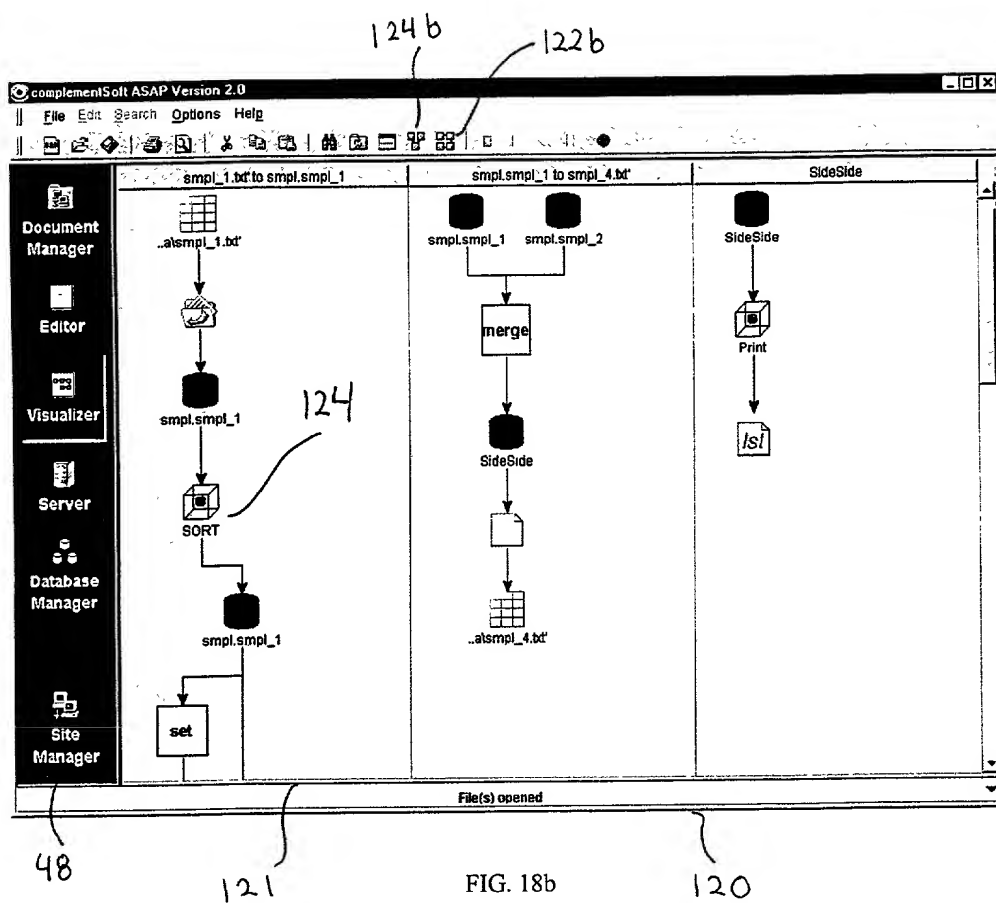 124b
122b
complementSoft ASAP Version 2.0
File Edit Search Options Help
smpl_1.txt' to smpl.smpl_1
smpl.smpl_1 to smpl_4.txt'
SideSide
Document
Manager
Editor
Visualizer
Server
Database
Manager
Site
Manager
..a\smpl_1.txt'
smpl.smpl_1
124
SORT
smpl.smpl_1
set
smpl.smpl_1
smpl.smpl_2
merge
SideSide
..a\smpl_4.txt'
SideSide
Print
lsl
File(s) opened
48
121
FIG. 18b
120